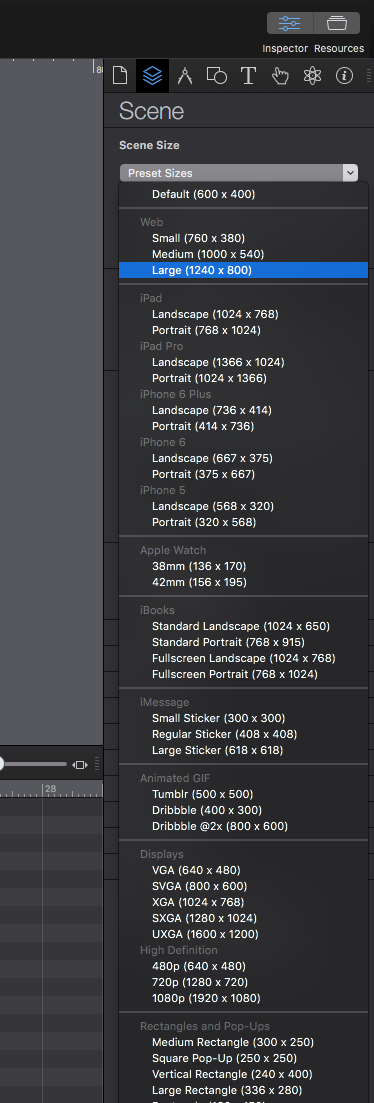 Inspector Resources
80
Scene
Scene Size
Preset Sizes
Default (600 x 400)
Web
Small (760 x 380)
Medium (1000 x 540)
Large (1240 x 800)
iPad
Landscape (1024 x 768)
Portrait (768 x 1024)
iPad Pro
Landscape (1366 x 1024)
Portrait (1024 x 1366)
iPhone 6 Plus
Landscape (736 x 414)
Portrait (414 x 736)
iPhone 6
Landscape (667 x 375)
Portrait (375 x 667)
iPhone 5
Landscape (568 x 320)
Portrait (320 x 568)
Apple Watch
38mm (136 x 170)
42mm (156 x 195)
iBooks
Standard Landscape (1024 x 650)
Standard Portrait (768 x 915)
Fullscreen Landscape (1024 x 768)
Fullscreen Portrait (768 x 1024)
iMessage
Small Sticker (300 x 300)
Regular Sticker (408 x 408)
Large Sticker (618 x 618)
Animated GIF
Tumblr (500 x 500)
Dribbble (400 x 300)
Dribbble @2x (800 x 600)
28
Displays
VGA (640 x 480)
SVGA (800 x 600)
XGA (1024 x 768)
SXGA (1280 x 1024)
UXGA (1600 x 1200)
High Definition
480p (640 x 480)
720p (1280 x 720)
1080p (1920 x 1080)
Rectangles and Pop-Ups
Medium Rectangle (300 x 250)
Square Pop-Up (250 x 250)
Vertical Rectangle (240 x 400)
Large Rectangle (336 x 280)